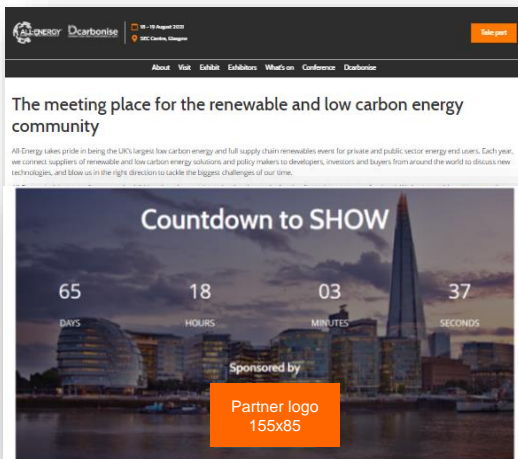 ALL-ENERGY Dcarbonise
18 - 19 August 2021
SEC Centre, Glasgow
Take part
About Visit Exhibit Exhibitors What's on Conference Dcarbonise
The meeting place for the renewable and low carbon energy
community
All-Energy takes pride in being the UK's largest low carbon energy and full supply chain renewables event for private and public sector energy end users. Each year,
we connect suppliers of renewable and low carbon energy solutions and policy makers to developers, investors and buyers from around the world to discuss new
technologies, and blow us in the right direction to tackle the biggest challenges of our time.
Countdown to SHOW
65 18 03 37
DAYS HOURS MINUTES SECONDS
Sponsored by
Partner logo
155x85